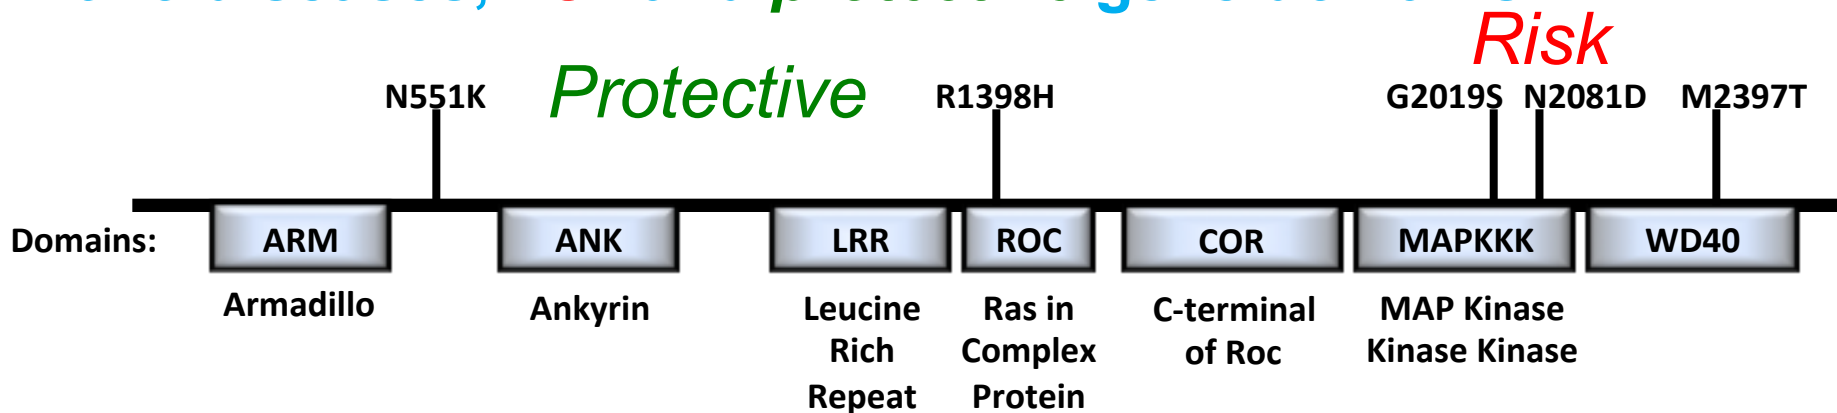 Risk
Protective
N551K R1398H G2019S N2081D M2397T
Domains: ARM ANK LRR ROC COR MAPKKK WD40
Armadillo Ankyrin Leucine Ras in C-terminal MAP Kinase
Rich Complex of Roc Kinase Kinase
Repeat Protein